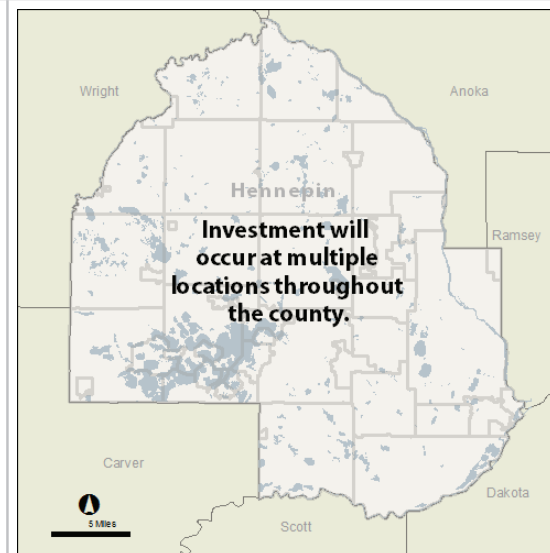 Wright
Anoka
Hennepin
Investment will
occur at multiple
locations throughout
the county.
Ramsey
Carver
Dakota
Scott
5 Miles